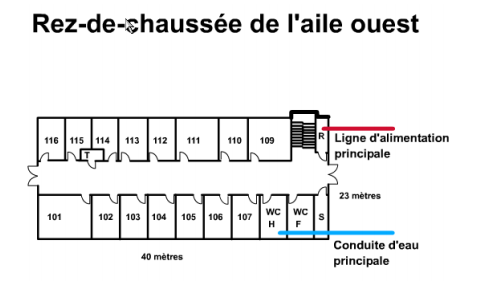 Rez-de-chaussée de l'aile ouest
116 115 114 113 112 111 110 109 R
T
Ligne d'alimentation
principale
23 mètres
101 102 103 104 105 106 107 WC H WC F S
Conduite d'eau
principale
40 mètres